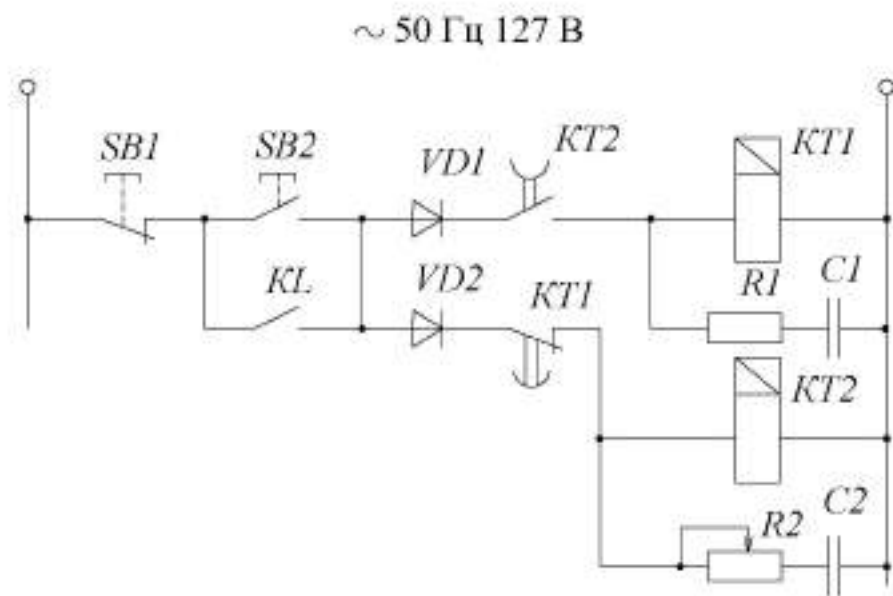 ~ 50 Гц 127 В
SB1
SB2
VD1
KT2
KT1
KL
VD2
KT1
R1
C1
KT2
R2
C2